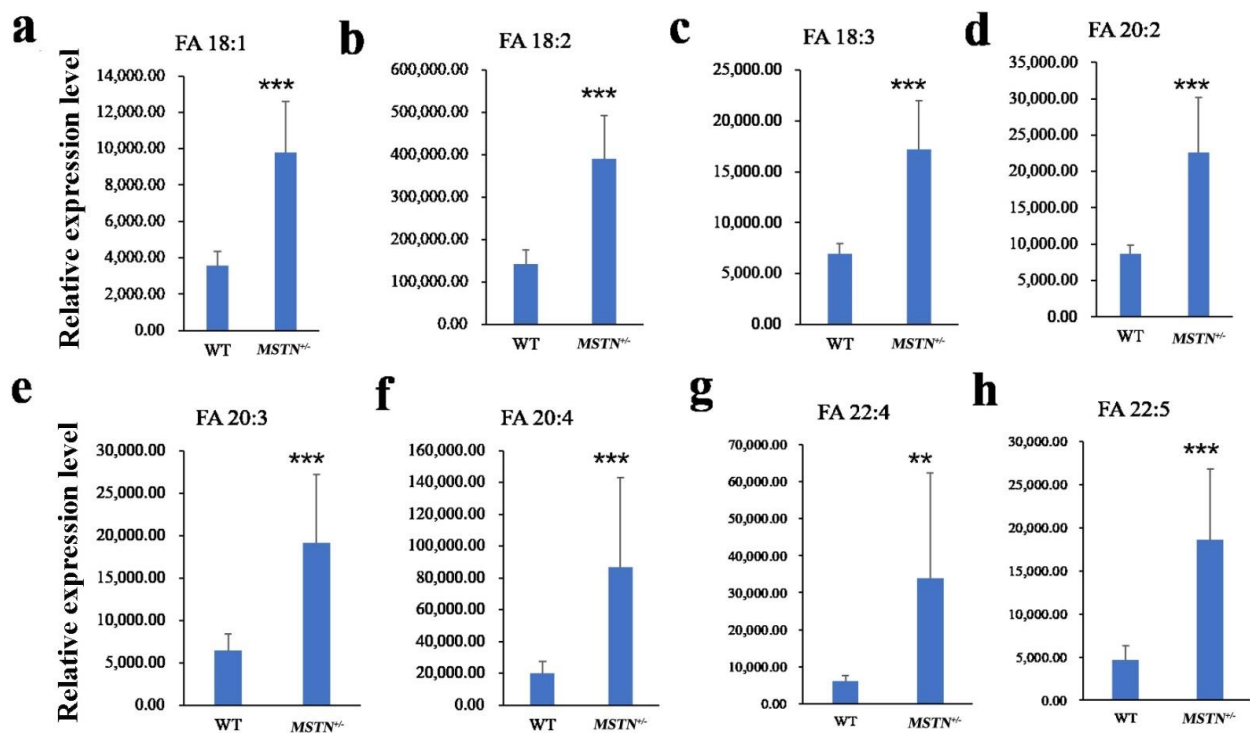 a
FA 18:1
Relative expression level
14,000.00
12,000.00
10,000.00
8,000.00
6,000.00
4,000.00
2,000.00
0.00
***
WT
MSTN+/-
b
FA 18:2
600,000.00
500,000.00
400,000.00
300,000.00
200,000.00
100,000.00
0.00
***
WT
MSTN+/-
c
FA 18:3
25,000.00
20,000.00
15,000.00
10,000.00
5,000.00
0.00
***
WT
MSTN+/-
d
FA 20:2
35,000.00
30,000.00
25,000.00
20,000.00
15,000.00
10,000.00
5,000.00
0.00
***
WT
MSTN+/-
e
FA 20:3
Relative expression level
30,000.00
25,000.00
20,000.00
15,000.00
10,000.00
5,000.00
0.00
***
WT
MSTN+/-
f
FA 20:4
160,000.00
140,000.00
120,000.00
100,000.00
80,000.00
60,000.00
40,000.00
20,000.00
0.00
***
WT
MSTN+/-
g
FA 22:4
70,000.00
60,000.00
50,000.00
40,000.00
30,000.00
20,000.00
10,000.00
0.00
**
WT
MSTN+/-
h
FA 22:5
30,000.00
25,000.00
20,000.00
15,000.00
10,000.00
5,000.00
0.00
***
WT
MSTN+/-